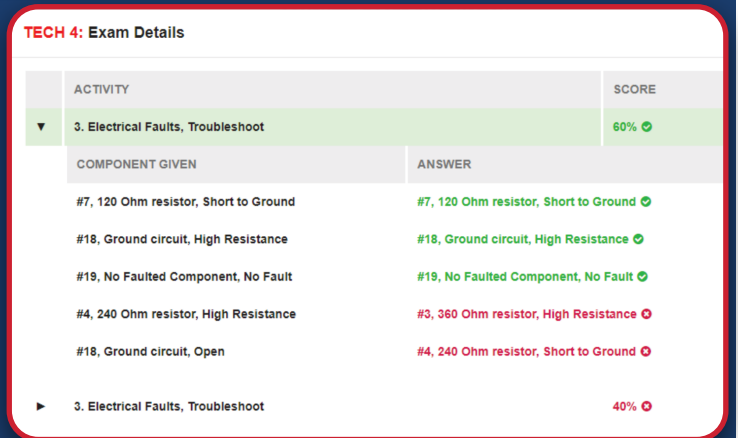 TECH 4: Exam Details
ACTIVITY SCORE
3. Electrical Faults, Troubleshoot 60%
COMPONENT GIVEN ANSWER
#7, 120 Ohm resistor, Short to Ground #7, 120 Ohm resistor, Short to Ground
#18, Ground circuit, High Resistance #18, Ground circuit, High Resistance
#19, No Faulted Component, No Fault #19, No Faulted Component, No Fault
#4, 240 Ohm resistor, High Resistance #3, 360 Ohm resistor, High Resistance
#18, Ground circuit, Open #4, 240 Ohm resistor, Short to Ground
3. Electrical Faults, Troubleshoot 40%